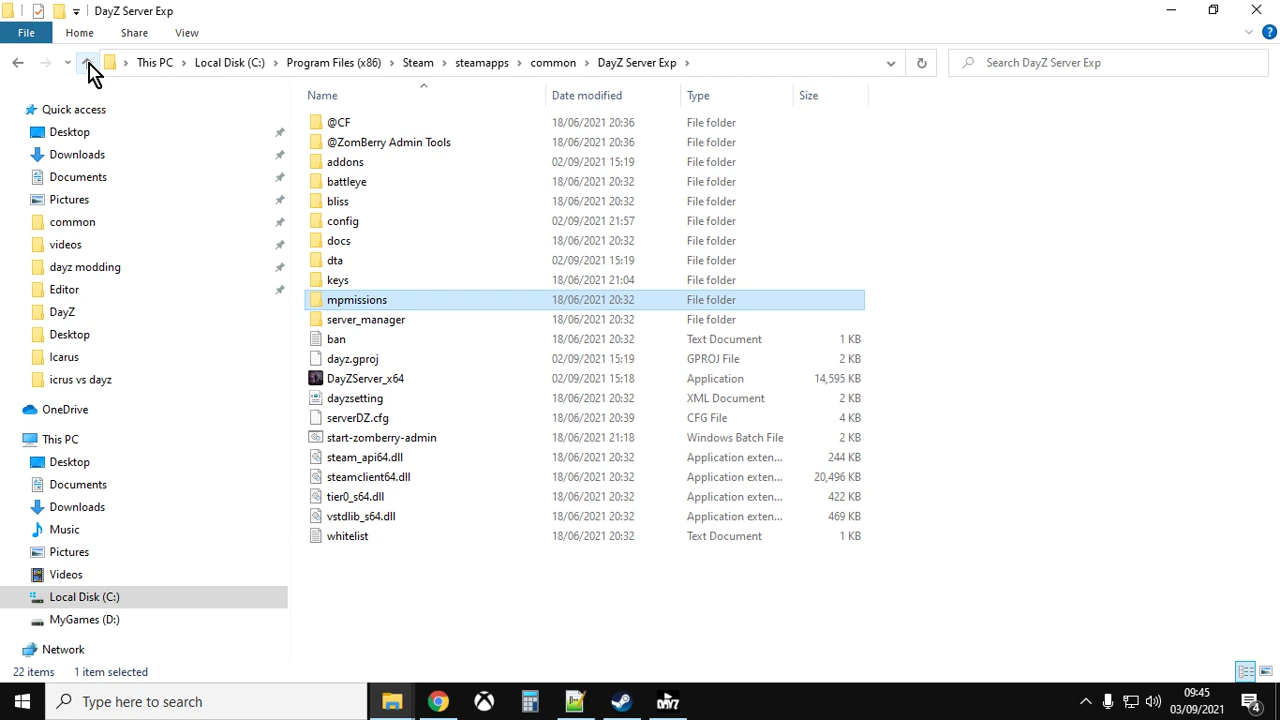 DayZ Server Exp
File Home Share View
This PC Local Disk (C:) Program Files (x86) Steam steamapps common DayZ Server Exp
Search DayZ Server Exp
Name Date modified Type Size
Quick access
Desktop
Downloads
Documents
Pictures
common
videos
dayz modding
Editor
DayZ
Desktop
Icarus
icrus vs dayz
OneDrive
This PC
Desktop
Documents
Downloads
Music
Pictures
Videos
Local Disk (C:)
MyGames (D:)
Network
@CF 18/06/2021 20:36 File folder
@ZomBerry Admin Tools 18/06/2021 20:36 File folder
addons 02/09/2021 15:19 File folder
battleye 18/06/2021 20:32 File folder
bliss 18/06/2021 20:32 File folder
config 02/09/2021 21:57 File folder
docs 18/06/2021 20:32 File folder
dta 02/09/2021 15:19 File folder
keys 18/06/2021 21:04 File folder
mpmissions 18/06/2021 20:32 File folder
server_manager 18/06/2021 20:32 File folder
ban 18/06/2021 20:32 Text Document 1 KB
dayz.gproj 02/09/2021 15:19 GPROJ File 2 KB
DayZServer_x64 02/09/2021 15:18 Application 14,595 KB
dayzsetting 18/06/2021 20:32 XML Document 2 KB
serverDZ.cfg 18/06/2021 20:39 CFG File 4 KB
start-zomberry-admin 18/06/2021 21:18 Windows Batch File 2 KB
steam_api64.dll 18/06/2021 20:32 Application exten... 244 KB
steamclient64.dll 18/06/2021 20:32 Application exten... 20,496 KB
tier0_s64.dll 18/06/2021 20:32 Application exten... 422 KB
vstdlib_s64.dll 18/06/2021 20:32 Application exten... 469 KB
whitelist 18/06/2021 20:32 Text Document 1 KB
22 items 1 item selected
Type here to search
DAYZ
09:45
03/09/2021
4